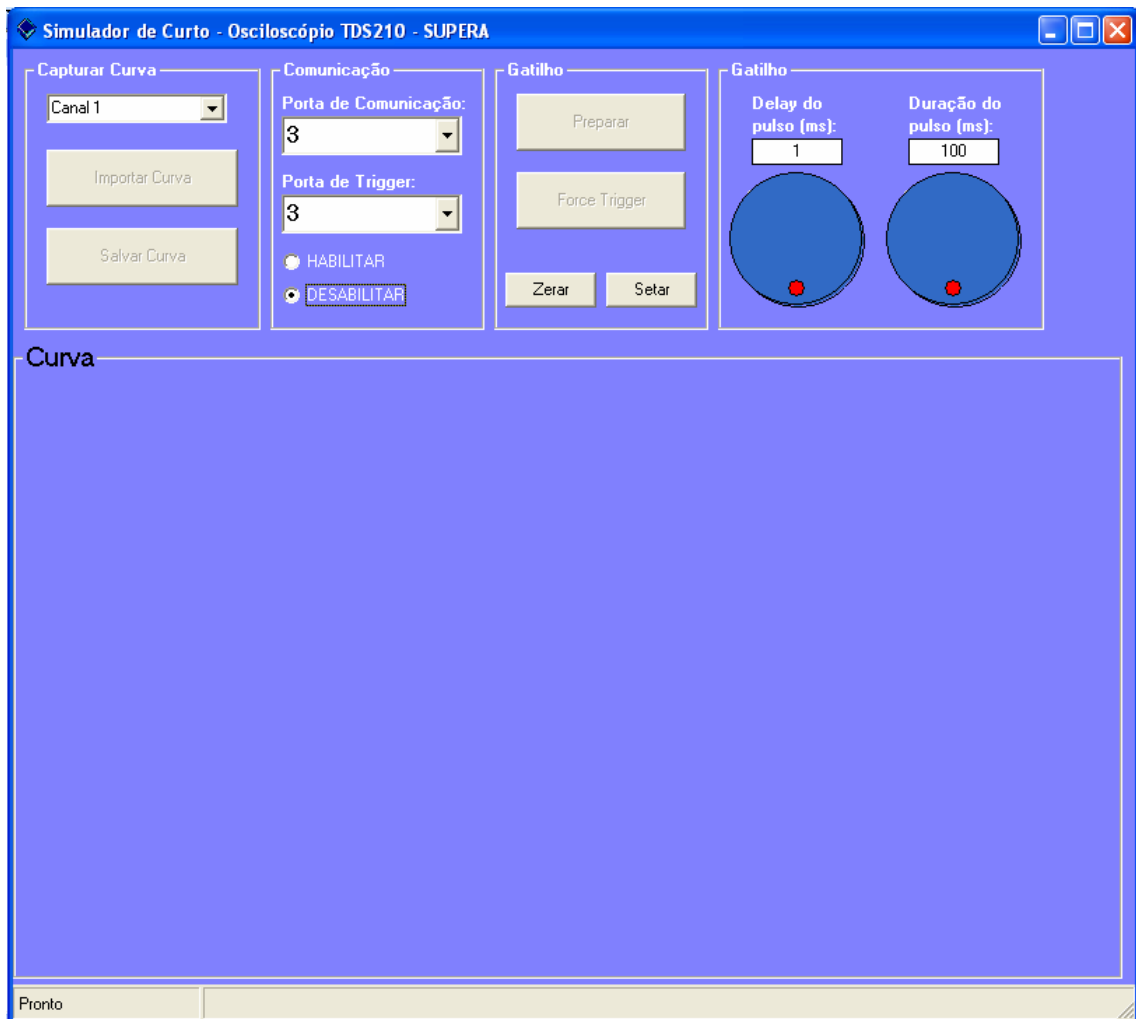 Simulador de Curto - Osciloscópio TDS210 - SUPERA
Capturar Curva
Canal 1
Importar Curva
Salvar Curva
Comunicação
Porta de Comunicação:
3
Porta de Trigger:
3
HABILITAR
DESABILITAR
Gatilho
Preparar
Force Trigger
Zerar
Setar
Gatilho
Delay do
pulso (ms):
1
Duração do
pulso (ms):
100
Curva
Pronto